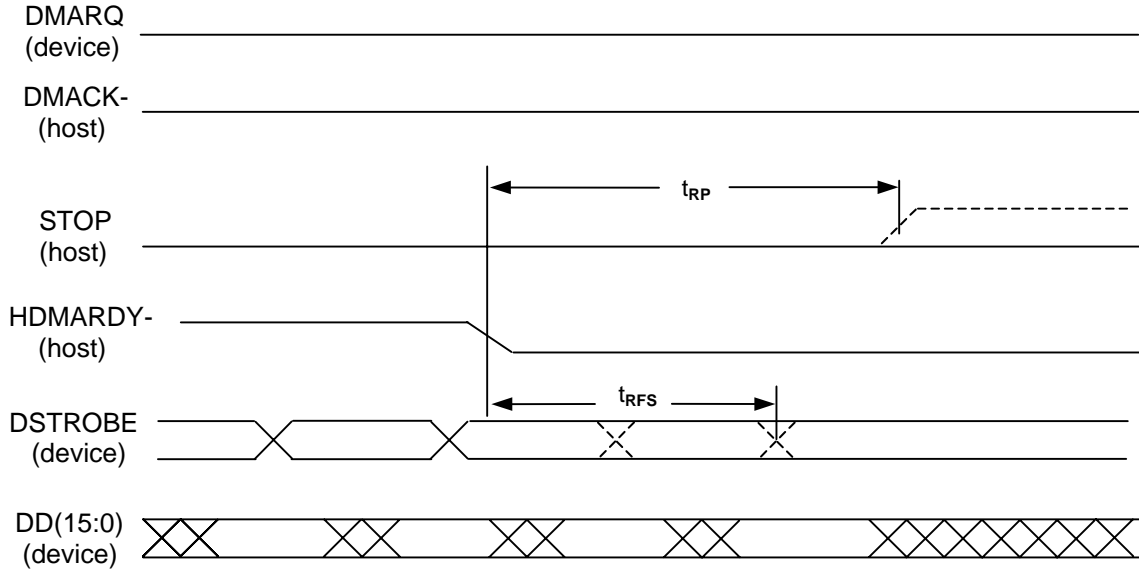 DMARQ
(device)
DMACK-
(host)
tRP
STOP
(host)
HDMARDY-
(host)
tRFS
DSTROBE
(device)
DD(15:0)
(device)